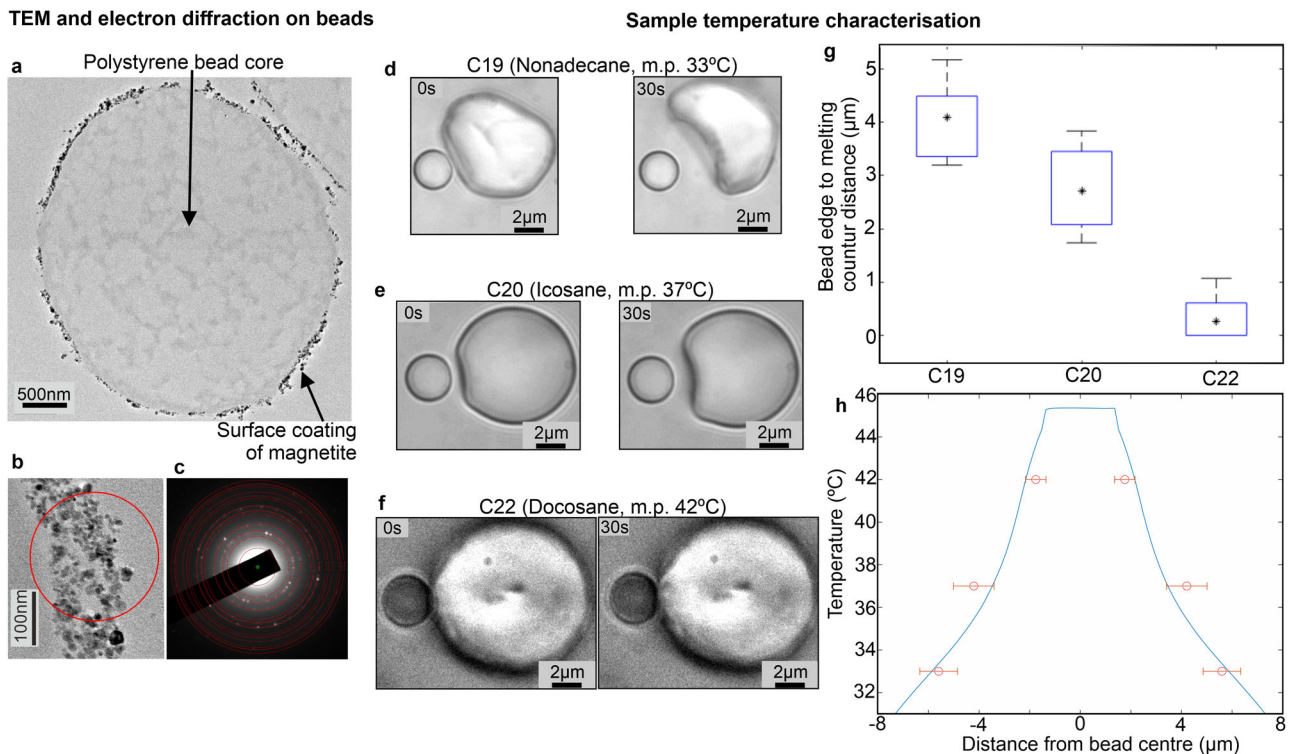 TEM and electron diffraction on beads
Sample temperature characterisation
a
Polystyrene bead core
500nm
Surface coating
of magnetite
b
100nm
c
d
C19 (Nonadecane, m.p. 33ºC)
0s
2µm
30s
2µm
e
C20 (Icosane, m.p. 37ºC)
0s
2µm
30s
2µm
f
C22 (Docosane, m.p. 42ºC)
0s
2µm
30s
2µm
g
Bead edge to melting
countur distance (µm)
5
4
3
2
1
0
C19
C20
C22
h
Temperature (ºC)
46
44
42
40
38
36
34
32
-8
-4
0
4
8
Distance from bead centre (µm)